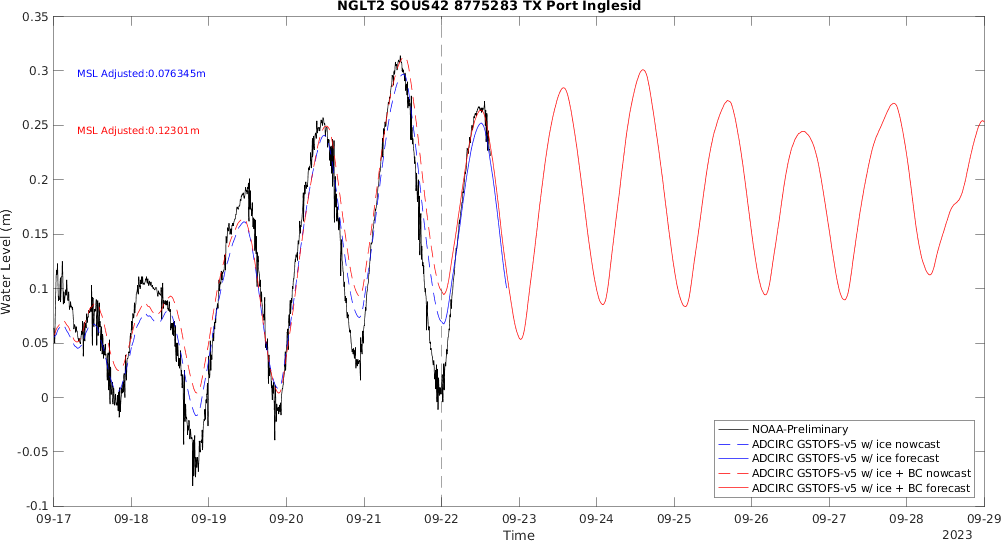 NGLT2 SOUS42 8775283 TX Port Inglesid
0.35
0.3
0.25
0.2
0.15
0.1
0.05
0
-0.05
-0.1
Water Level (m)
MSL Adjusted:0.076345m
MSL Adjusted:0.12301m
NOAA-Preliminary
ADCIRC GSTOFS-v5 w/ ice nowcast
ADCIRC GSTOFS-v5 w/ ice forecast
ADCIRC GSTOFS-v5 w/ ice + BC nowcast
ADCIRC GSTOFS-v5 w/ ice + BC forecast
09-17 09-18 09-19 09-20 09-21 09-22 09-23 09-24 09-25 09-26 09-27 09-28 09-29
Time
2023